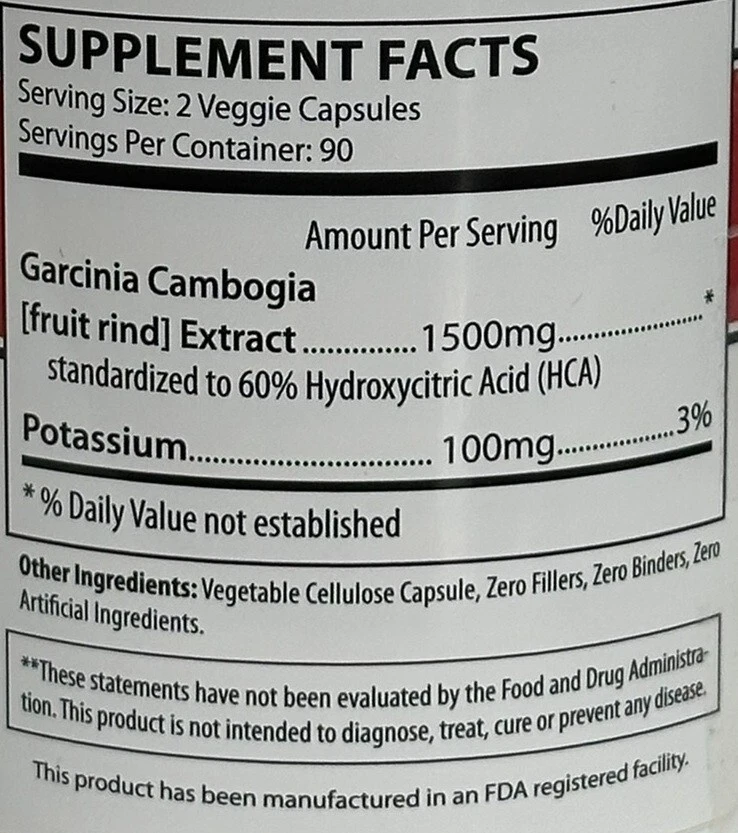 SUPPLEMENT FACTS
Serving Size: 2 Veggie Capsules
Servings Per Container: 90
Amount Per Serving %Daily Value
Garcinia Cambogia
[fruit rind] Extract..............1500mg.......................*
standardized to 60% Hydroxycitric Acid (HCA)
Potassium.............................. 100mg...................3%
* % Daily Value not established
Other Ingredients: Vegetable Cellulose Capsule, Zero Fillers, Zero Binders, Zero
Artificial Ingredients.
**These statements have not been evaluated by the Food and Drug Administra-
tion. This product is not intended to diagnose, treat, cure or prevent any disease.
This product has been manufactured in an FDA registered facility.